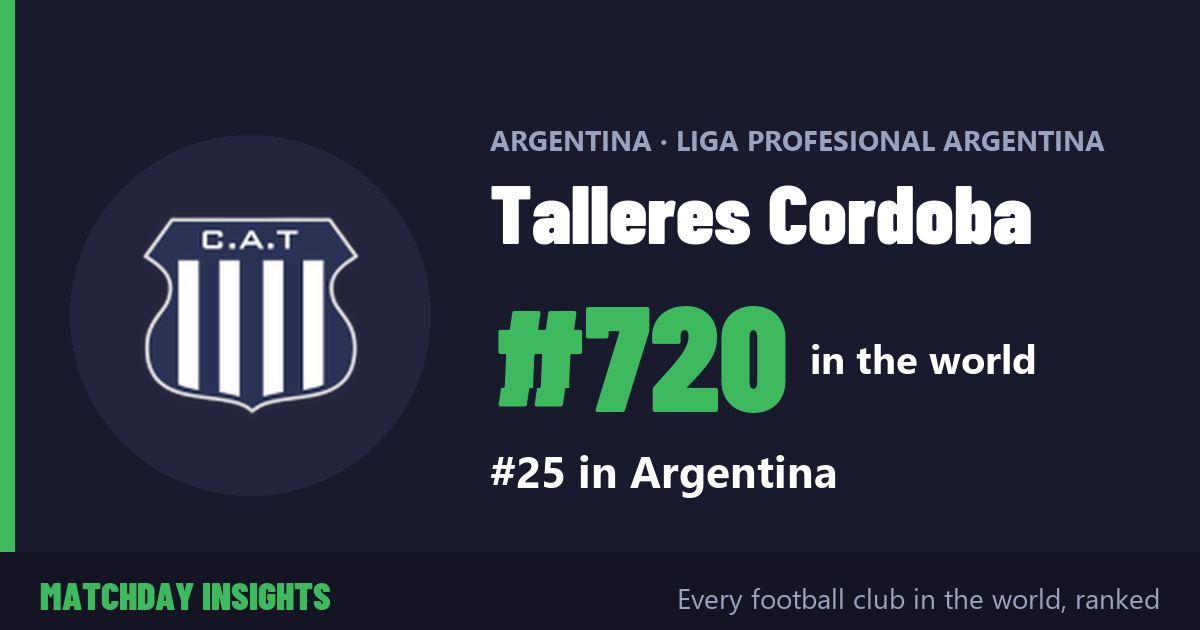 ARGENTINA · LIGA PROFESIONAL ARGENTINA
Talleres Cordoba
C.A.T
#720 in the world
#25 in Argentina
MATCHDAY INSIGHTS
Every football club in the world, ranked